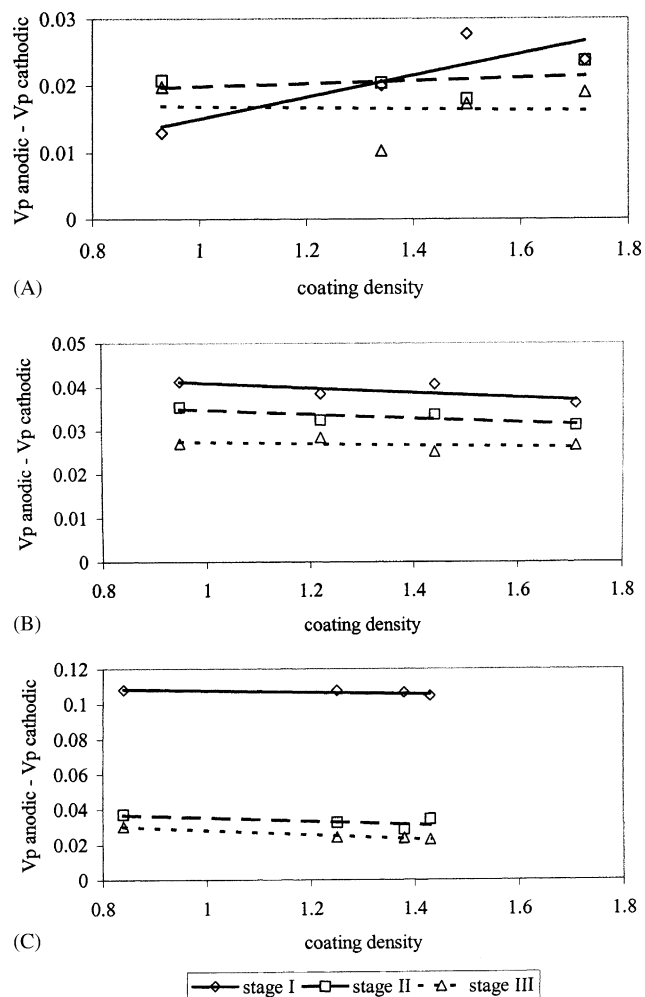 Vp anodic - Vp cathodic
0.03
0.02
0.01
0
0.8 1 1.2 1.4 1.6 1.8
(A)
coating density
Vp anodic - Vp cathodic
0.05
0.04
0.03
0.02
0.01
0
0.8 1 1.2 1.4 1.6 1.8
(B)
coating density
Vp anodic - Vp cathodic
0.12
0.1
0.08
0.06
0.04
0.02
0
0.8 1 1.2 1.4 1.6 1.8
(C)
coating density
stage I stage II stage III